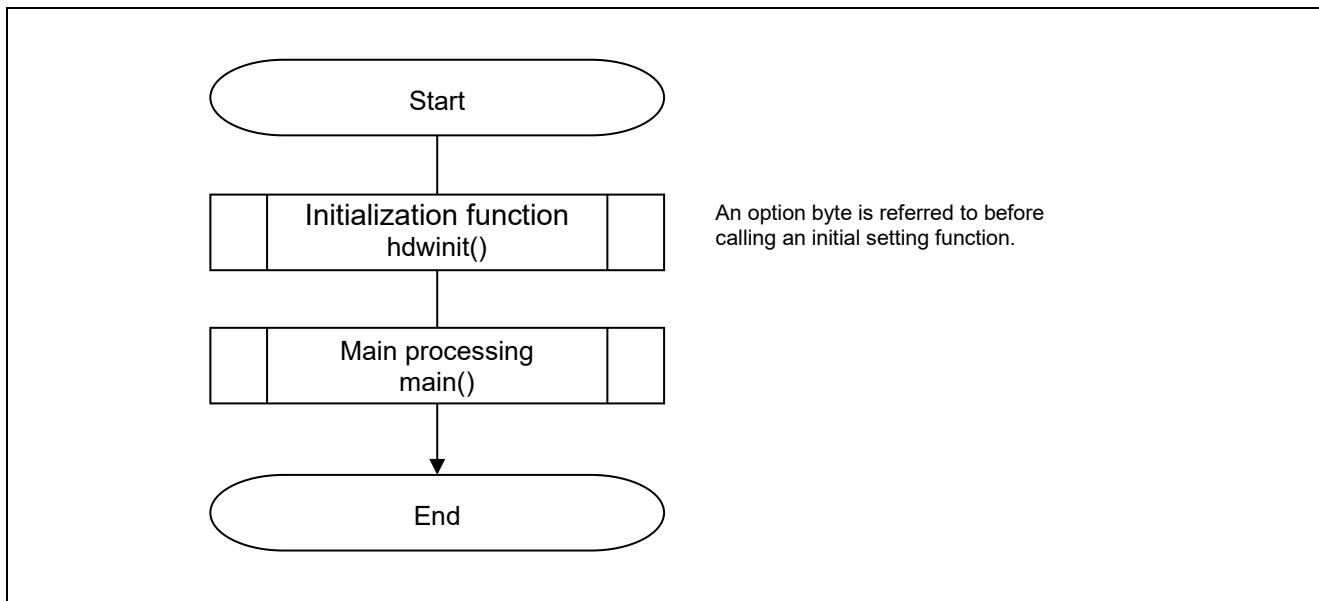 Start
Initialization function
hdwinit()
An option byte is referred to before
calling an initial setting function.
Main processing
main()
End